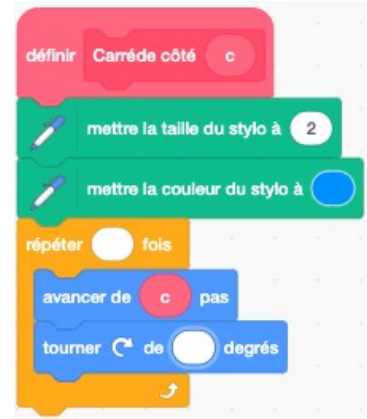 définir Carréde côté c
mettre la taille du stylo à 2
mettre la couleur du stylo à
répéter fois
avancer de c pas
tourner de degrés